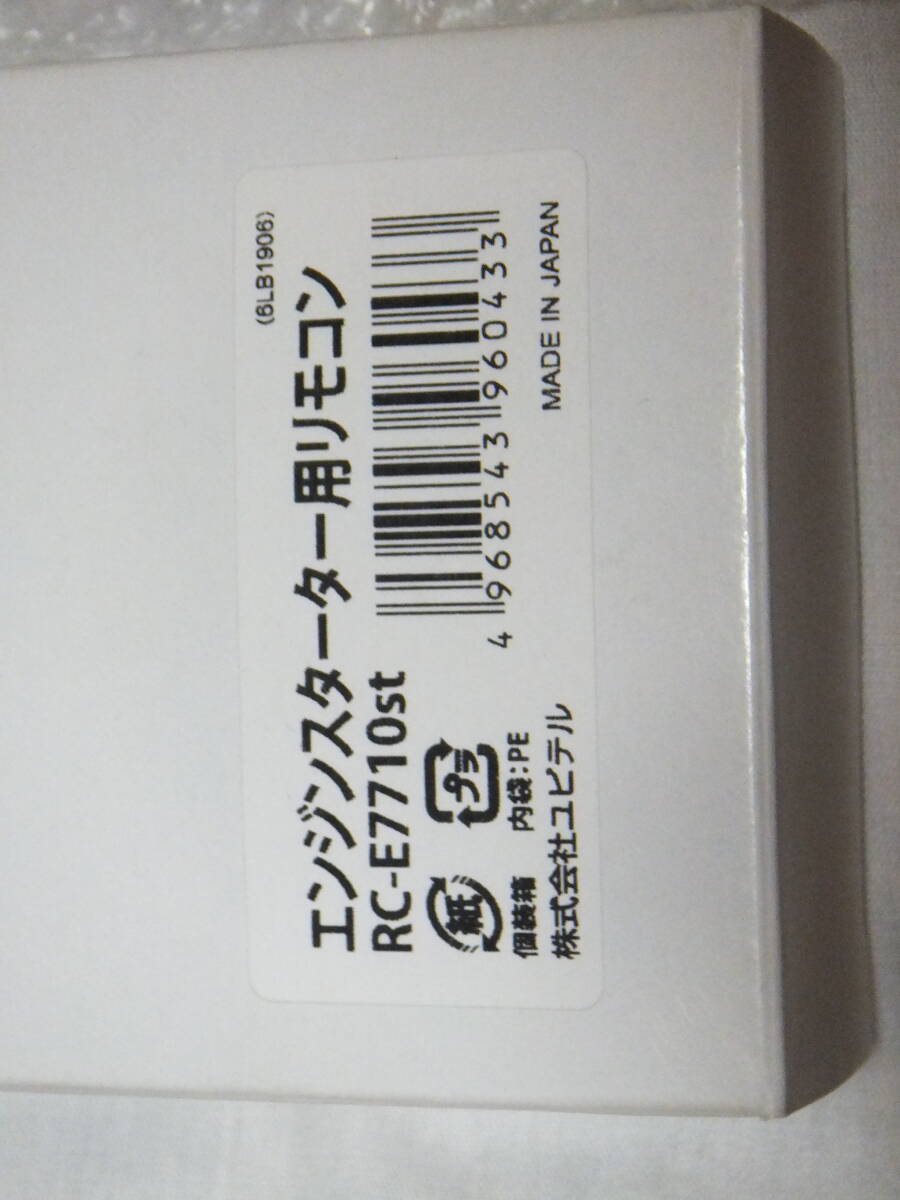 (6LB1906)
エンジンスターター用リモコン
RC-E7710st
4 968543 960433
紙 プラ
個装箱 内袋:PE
株式会社ユピテル
MADE IN JAPAN